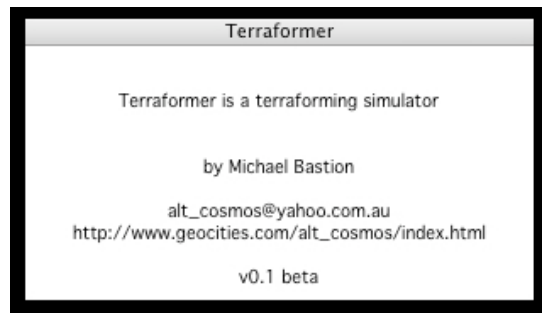 Terraformer
Terraformer is a terraforming simulator
by Michael Bastion
alt_cosmos@yahoo.com.au
http://www.geocities.com/alt_cosmos/index.html
v0.1 beta